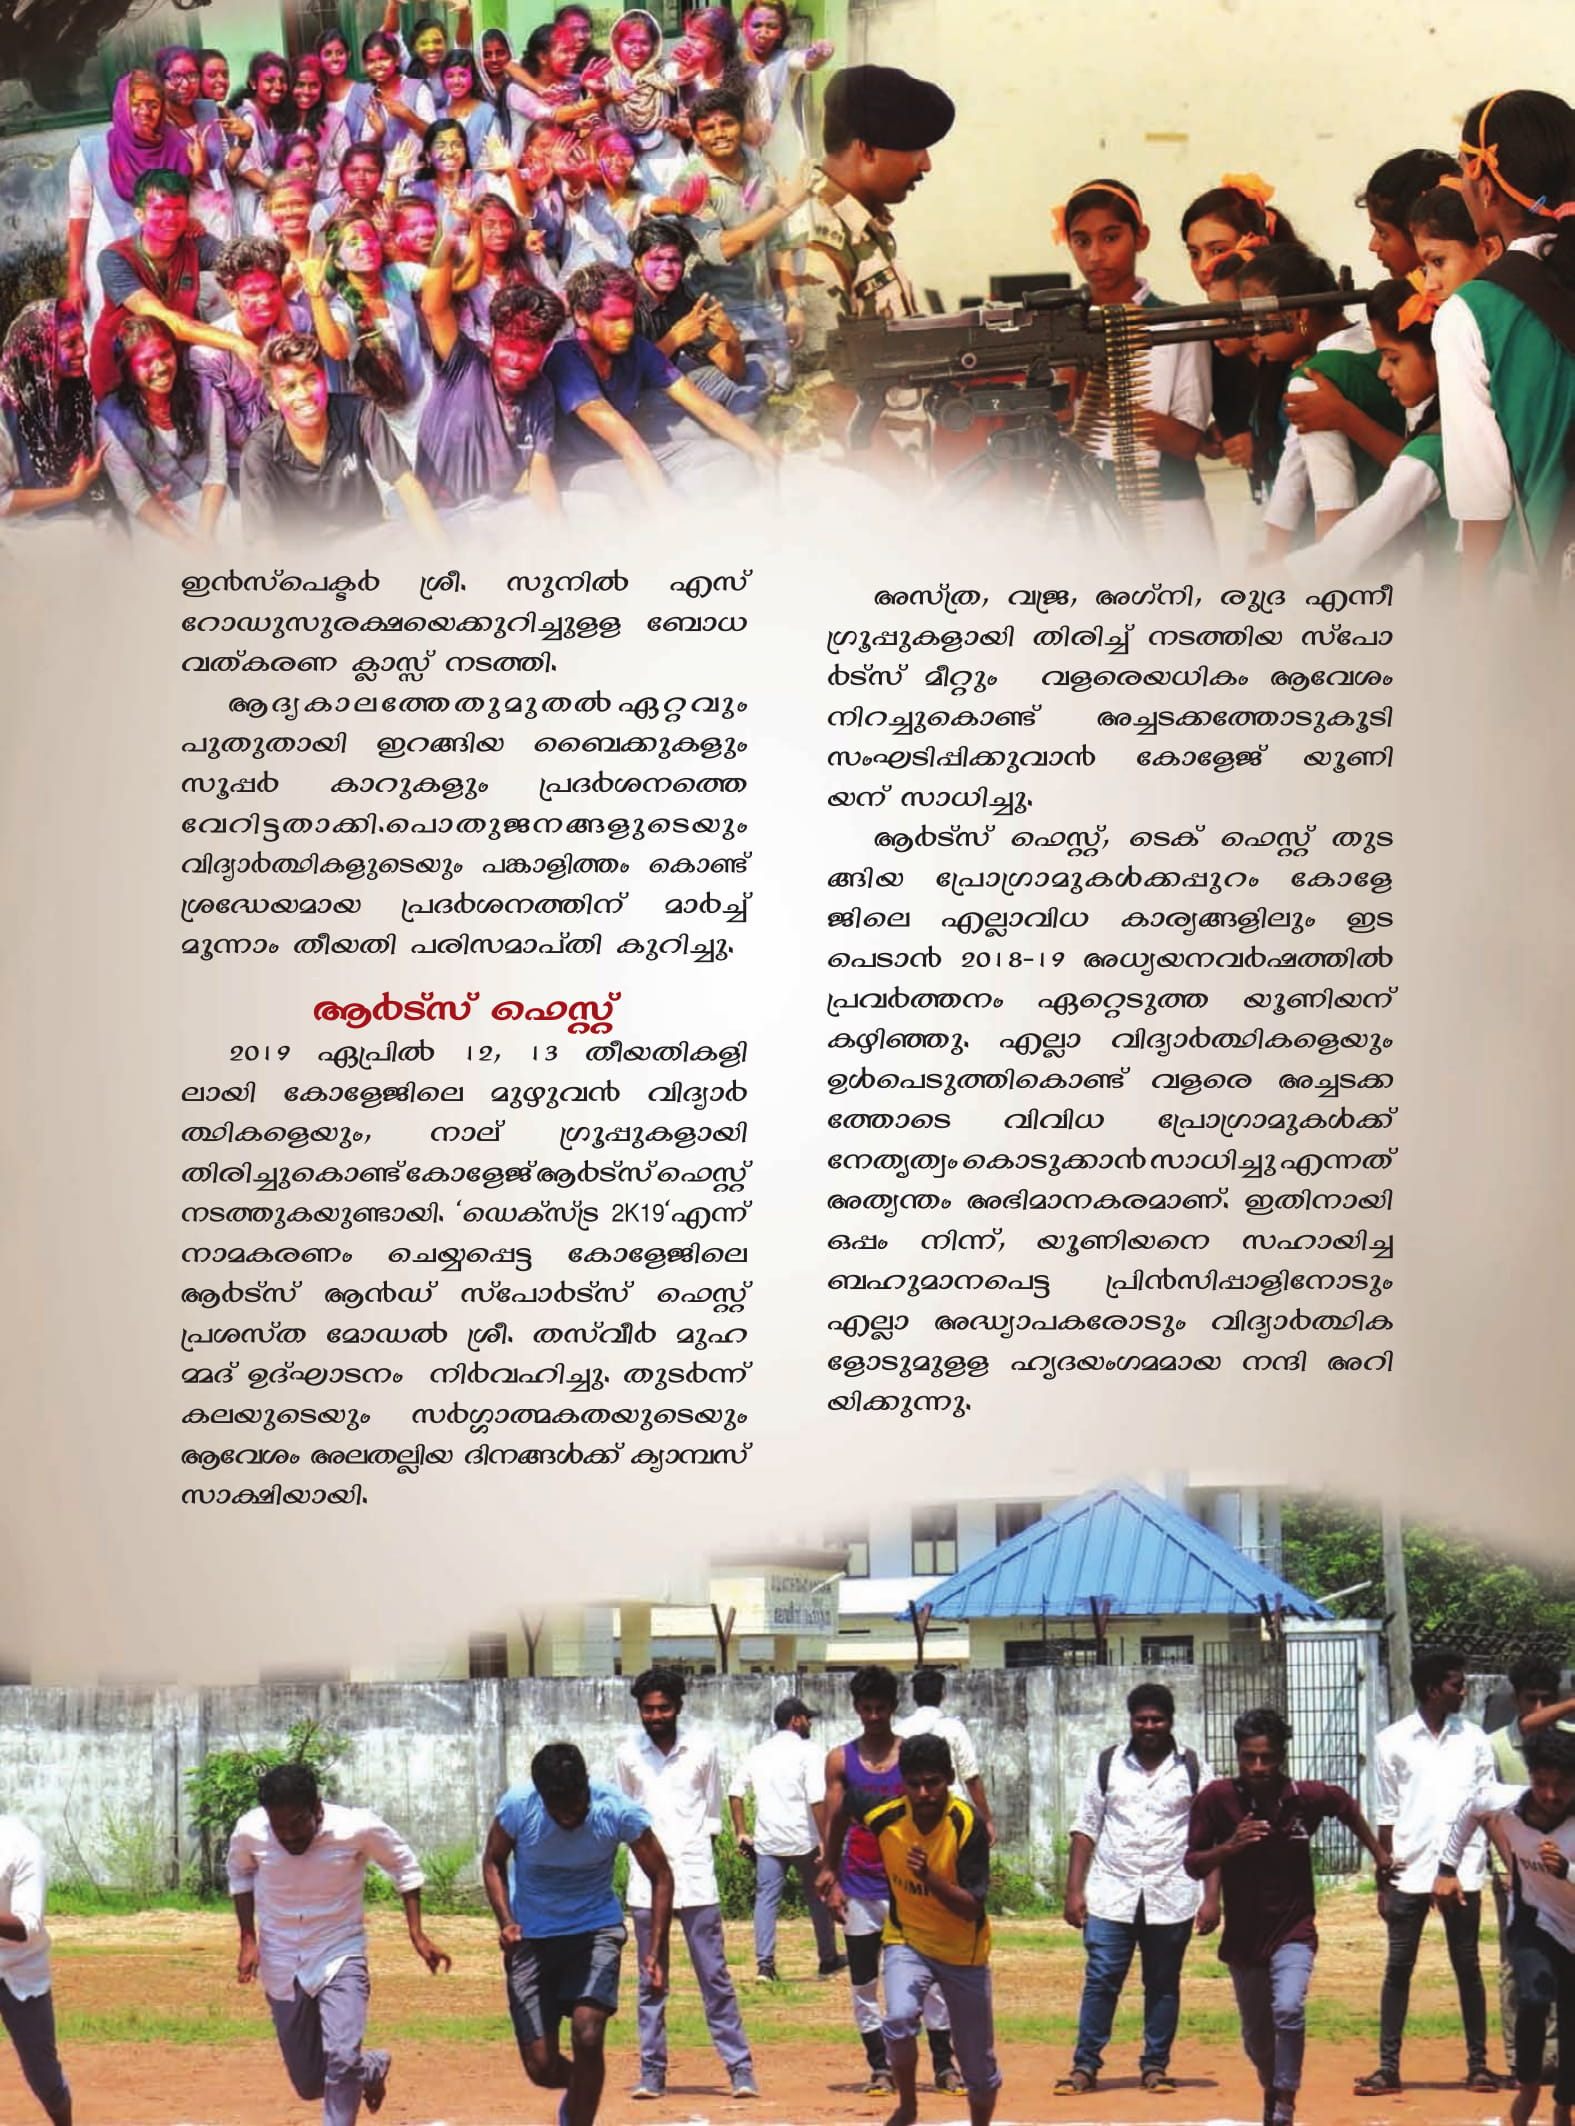 ഇൻസ്പെക്ടർ ശ്രീ. സുനിൽ എസ്
റോഡുസുരക്ഷയെക്കുറിച്ചുള്ള ബോധ
വത്കരണ ക്ലാസ്സ് നടത്തി.
ആദ്യകാലത്തേതുമുതൽ ഏറ്റവും
പുതുതായി ഇറങ്ങിയ ബൈക്കുകളും
സൂപ്പർ കാറുകളും പ്രദർശനത്തെ
വേറിട്ടതാക്കി.പൊതുജനങ്ങളുടെയും
വിദ്യാർത്ഥികളുടെയും പങ്കാളിത്തം കൊണ്ട്
ശ്രദ്ധേയമായ പ്രദർശനത്തിന് മാർച്ച്
മൂന്നാം തീയതി പരിസമാപ്തി കുറിച്ചു.
ആർട്സ് ഫെസ്റ്റ്
2019 ഏപ്രിൽ 12, 13 തീയതികളി
ലായി കോളേജിലെ മുഴുവൻ വിദ്യാർ
ത്ഥികളെയും, നാല് ഗ്രൂപ്പുകളായി
തിരിച്ചുകൊണ്ട് കോളേജ് ആർട്സ് ഫെസ്റ്റ്
നടത്തുകയുണ്ടായി. ‘ഡെക്സ്ട്ര 2K19‘എന്ന്
നാമകരണം ചെയ്യപ്പെട്ട കോളേജിലെ
ആർട്സ് ആൻഡ് സ്പോർട്സ് ഫെസ്റ്റ്
പ്രശസ്ത മോഡൽ ശ്രീ. തസ്‌വീർ മുഹ
മ്മദ് ഉദ്ഘാടനം നിർവഹിച്ചു. തുടർന്ന്
കലയുടെയും സർഗ്ഗാത്മകതയുടെയും
ആവേശം അലതല്ലിയ ദിനങ്ങൾക്ക് ക്യാമ്പസ്
സാക്ഷിയായി.
അസ്ത്ര, വജ്ര, അഗ്നി, രുദ്ര എന്നീ
ഗ്രൂപ്പുകളായി തിരിച്ച് നടത്തിയ സ്പോ
ർട്സ് മീറ്റും വളരെയധികം ആവേശം
നിറച്ചുകൊണ്ട് അച്ചടക്കത്തോടുകൂടി
സംഘടിപ്പിക്കുവാൻ കോളേജ് യൂണി
യന് സാധിച്ചു.
ആർട്സ് ഫെസ്റ്റ്, ടെക് ഫെസ്റ്റ് തുട
ങ്ങിയ പ്രോഗ്രാമുകൾക്കപ്പുറം കോളേ
ജിലെ എല്ലാവിധ കാര്യങ്ങളിലും ഇട
പെടാൻ 2018-19 അധ്യയനവർഷത്തിൽ
പ്രവർത്തനം ഏറ്റെടുത്ത യൂണിയന്
കഴിഞ്ഞു. എല്ലാ വിദ്യാർത്ഥികളെയും
ഉൾപെടുത്തികൊണ്ട് വളരെ അച്ചടക്ക
ത്തോടെ വിവിധ പ്രോഗ്രാമുകൾക്ക്
നേതൃത്വം കൊടുക്കാൻ സാധിച്ചു എന്നത്
അത്യന്തം അഭിമാനകരമാണ്. ഇതിനായി
ഒപ്പം നിന്ന്, യൂണിയനെ സഹായിച്ച
ബഹുമാനപെട്ട പ്രിൻസിപ്പാളിനോടും
എല്ലാ അദ്ധ്യാപകരോടും വിദ്യാർത്ഥിക
ളോടുമുള്ള ഹൃദയംഗമമായ നന്ദി അറി
യിക്കുന്നു.